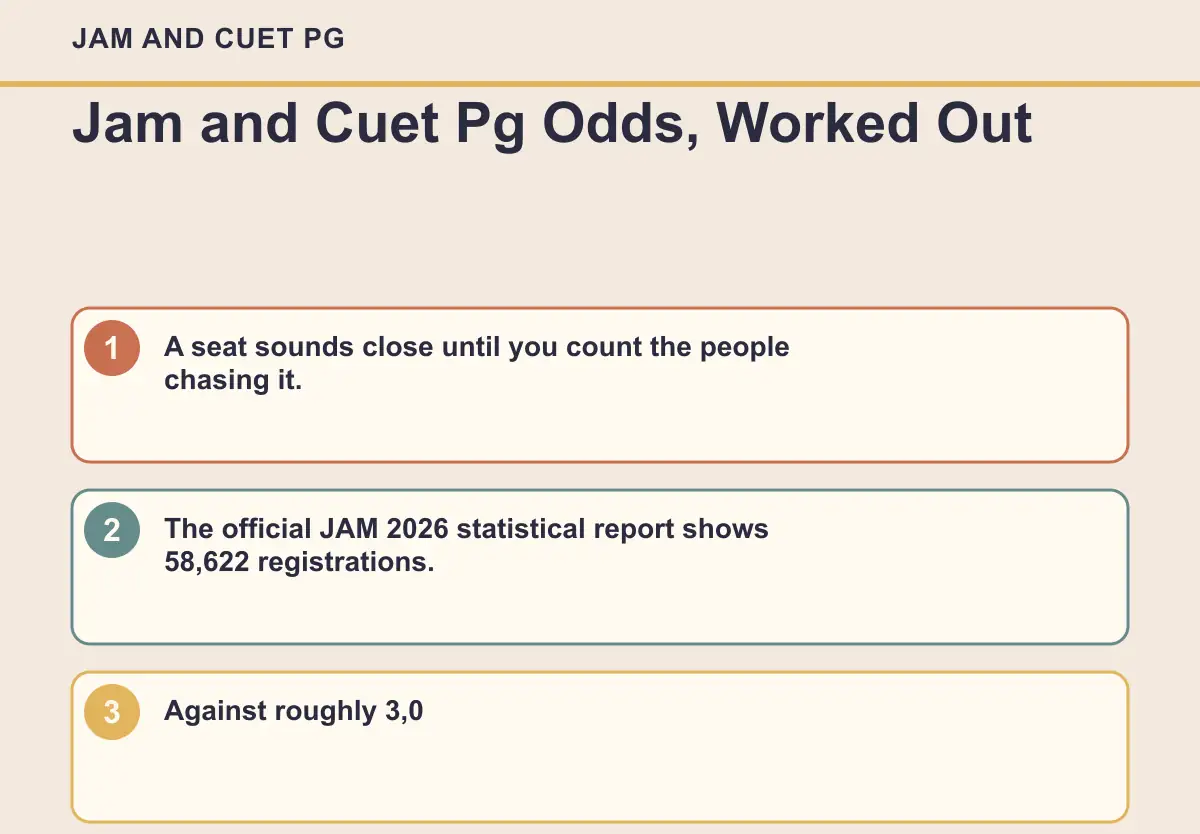 JAM AND CUET PG
Jam and Cuet Pg Odds, Worked Out
1
A seat sounds close until you count the people
chasing it.
2
The official JAM 2026 statistical report shows
58,622 registrations.
3
Against roughly 3,0